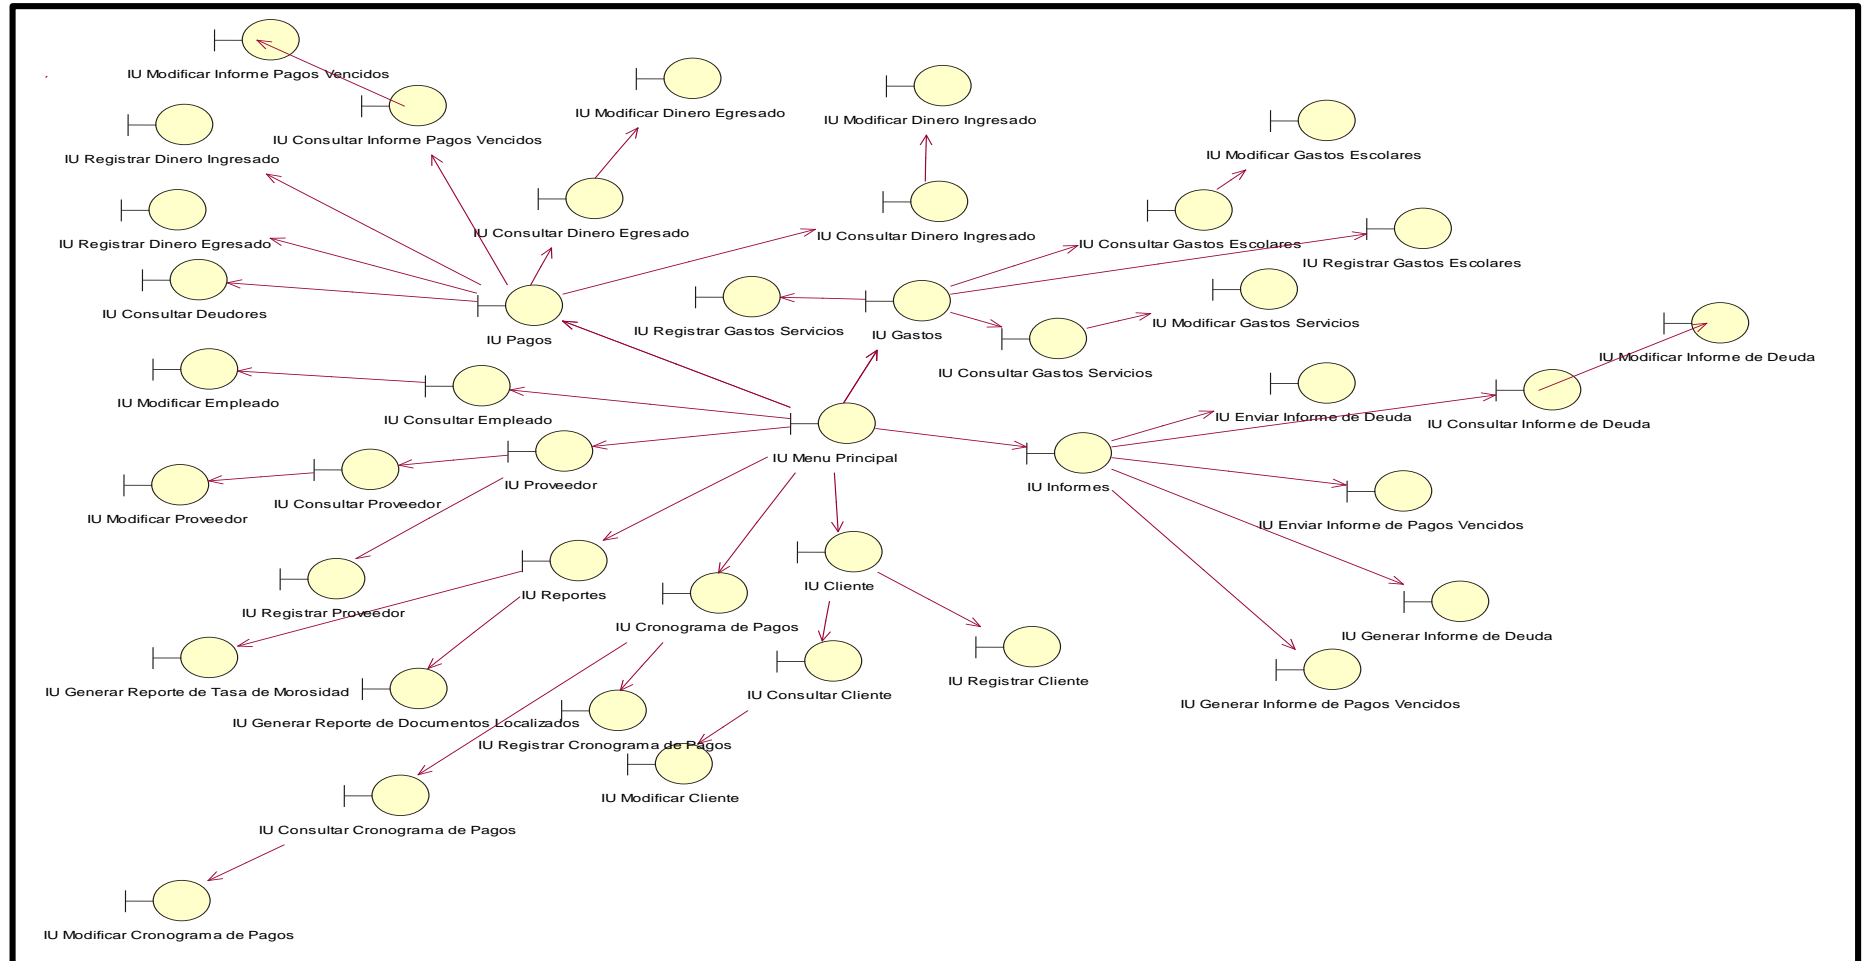 IU Modificar Informe Pagos Vencidos
IU Modificar Dinero Egresado
IU Modificar Dinero Ingresado
IU Consultar Informe Pagos Vencidos
IU Modificar Gastos Escolares
IU Registrar Dinero Ingresado
IU Consultar Dinero Egresado
IU Consultar Dinero Ingresado
IU Registrar Dinero Egresado
IU Consultar Gastos Escolares
IU Registrar Gastos Escolares
IU Consultar Deudores
IU Pagos
IU Registrar Gastos Servicios
IU Gastos
IU Modificar Gastos Servicios
IU Modificar Informe de Deuda
IU Consultar Gastos Servicios
IU Modificar Empleado
IU Consultar Empleado
IU Enviar Informe de Deuda
IU Consultar Informe de Deuda
IU Menu Principal
IU Proveedor
IU Informes
IU Consultar Proveedor
IU Modificar Proveedor
IU Enviar Informe de Pagos Vencidos
IU Reportes
IU Cliente
IU Registrar Proveedor
IU Cronograma de Pagos
IU Generar Informe de Deuda
IU Generar Reporte de Tasa de Morosidad
IU Consultar Cliente
IU Registrar Cliente
IU Generar Informe de Pagos Vencidos
IU Generar Reporte de Documentos Localizados
IU Registrar Cronograma de Pagos
IU Modificar Cliente
IU Consultar Cronograma de Pagos
IU Modificar Cronograma de Pagos